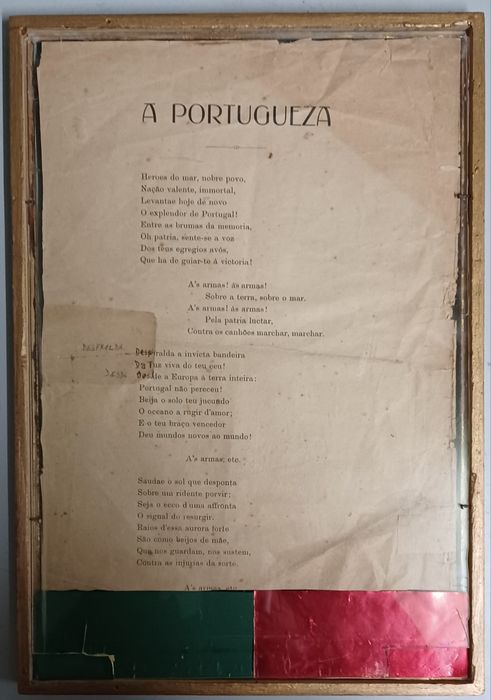 A PORTUGUEZA
Heroes do mar, nobre povo,
Nação valente, immortal,
Levantae hoje de novo
O explendor de Portugal!
Entre as brumas da memoria,
Oh patria, sente-se a voz
Dos teus egregios avós,
Que ha de guiar-te á victoria!
A's armas! ás armas!
Sobre a terra, sobre o mar.
A's armas! ás armas!
Pela patria luctar,
Contra os canhões marchar, marchar.
DESFRALDA
Desfralda a invicta bandeira
Da luz viva do teu ceu!
Desde a Europa á terra inteira:
Portugal não pereceu!
Beija o solo teu jucundo
O oceano a rugir d'amor;
E o teu braço vencedor
Deu mundos novos ao mundo!
A's armas, etc.
Saudae o sol que desponta
Sobre um ridente porvir;
Seja o ecco d'uma affronta
O signal do resurgir.
Raios d'essa aurora forte
São como beijos de mãe,
Que nos guardam, nos sustem,
Contra as injurias da sorte.
A's armas, etc.